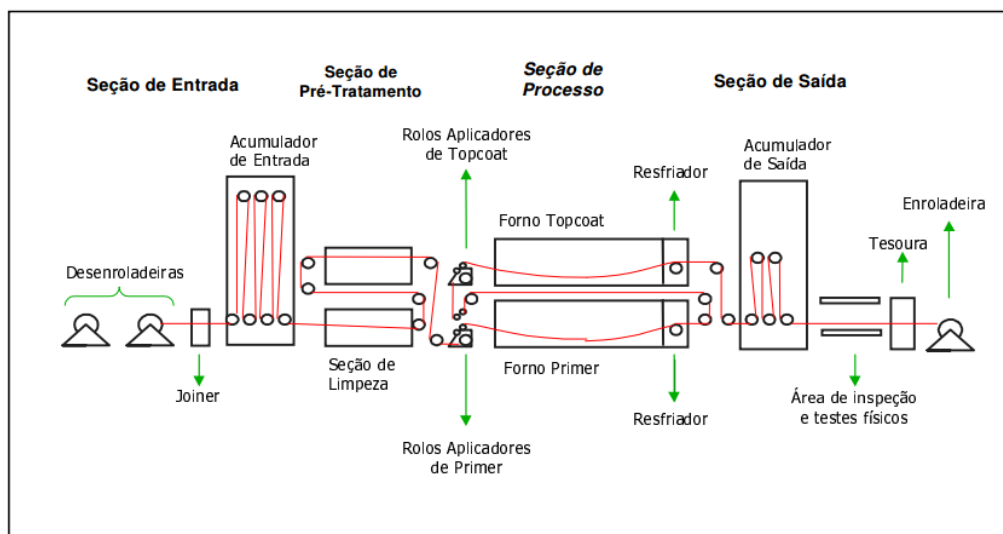 Seção de Entrada
Seção de
Pré-Tratamento
Seção de
Processo
Seção de Saída
Acumulador
de Entrada
Rolos Aplicadores
de Topcoat
Resfriador
Acumulador
de Saída
Enroladeira
Forno Topcoat
Tesoura
Desenroladeiras
Joiner
Seção de
Limpeza
Forno Primer
Resfriador
Área de inspeção
e testes físicos
Rolos Aplicadores
de Primer